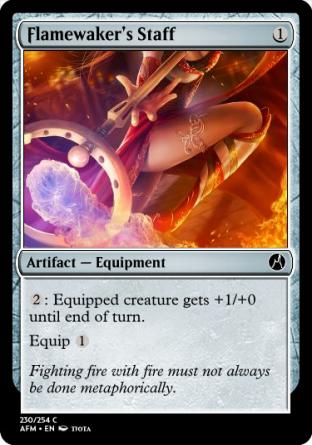 Flamewaker's Staff 1
Artifact — Equipment
2 : Equipped creature gets +1/+0
until end of turn.
Equip 1
Fighting fire with fire must not always
be done metaphorically.
230/254 C
AFM • EN TIOTA